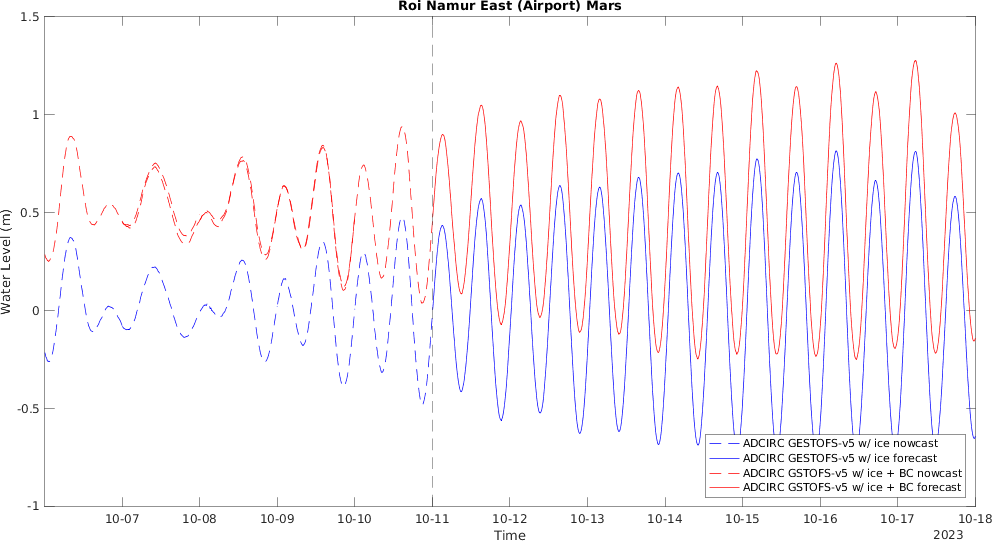 Roi Namur East (Airport) Mars
Water Level (m)
1.5
1
0.5
0
-0.5
-1
ADCIRC GESTOFS-v5 w/ ice nowcast
ADCIRC GESTOFS-v5 w/ ice forecast
ADCIRC GSTOFS-v5 w/ ice + BC nowcast
ADCIRC GSTOFS-v5 w/ ice + BC forecast
10-07 10-08 10-09 10-10 10-11 10-12 10-13 10-14 10-15 10-16 10-17 10-18
Time
2023